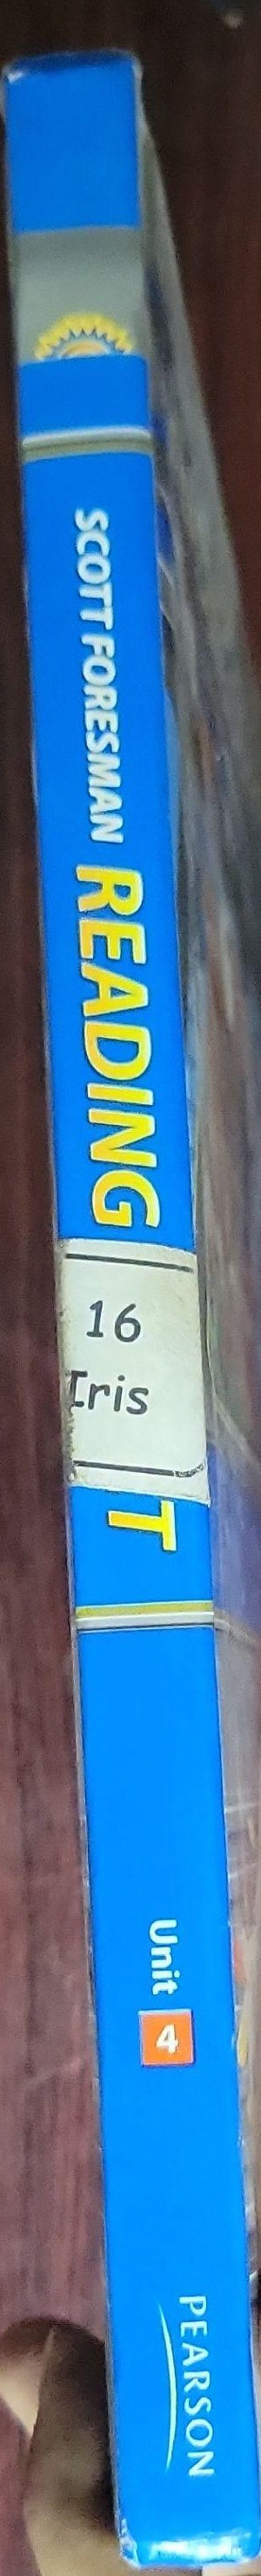 SCOTT FORESMAN READING
16
Iris
T
Unit 4
PEARSON